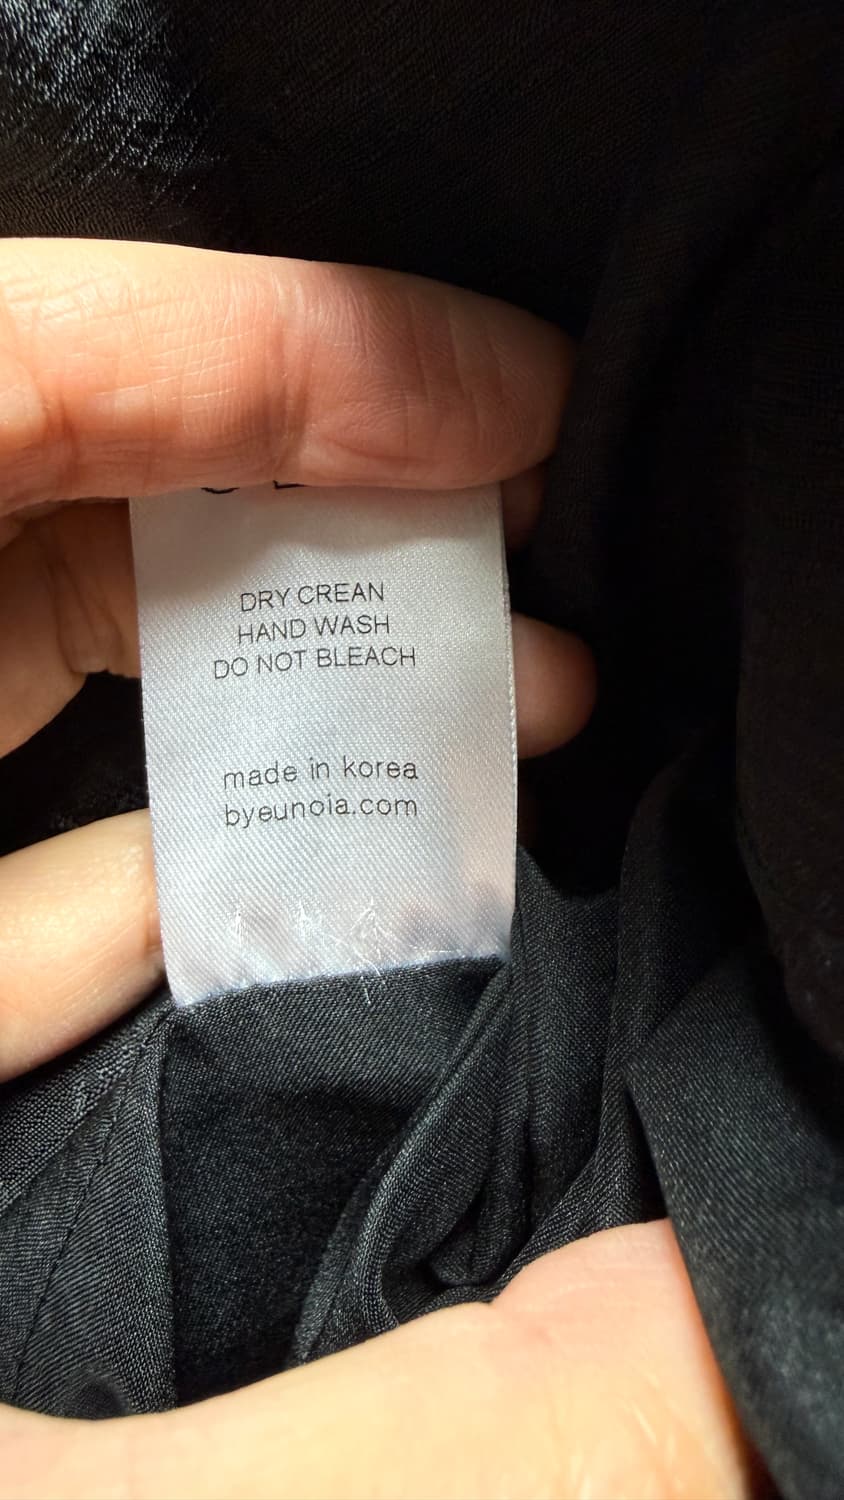 DRY CREAN
HAND WASH
DO NOT BLEACH
made in korea
byeunoia.com